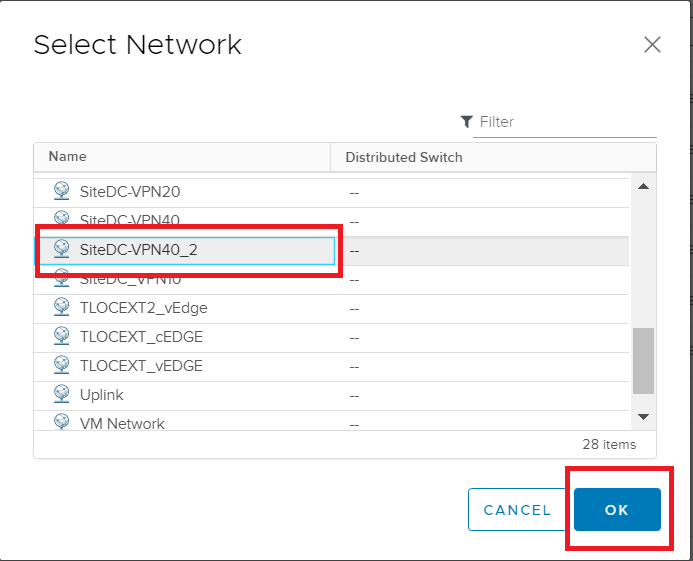 Select Network
Filter
Name Distributed Switch
SiteDC-VPN20 --
SiteDC-VPN40 --
SiteDC-VPN40_2 --
SiteDC_VPN10 --
TLOCEXT2_vEdge --
TLOCEXT_cEDGE --
TLOCEXT_vEDGE --
Uplink --
VM Network --
28 items
CANCEL OK